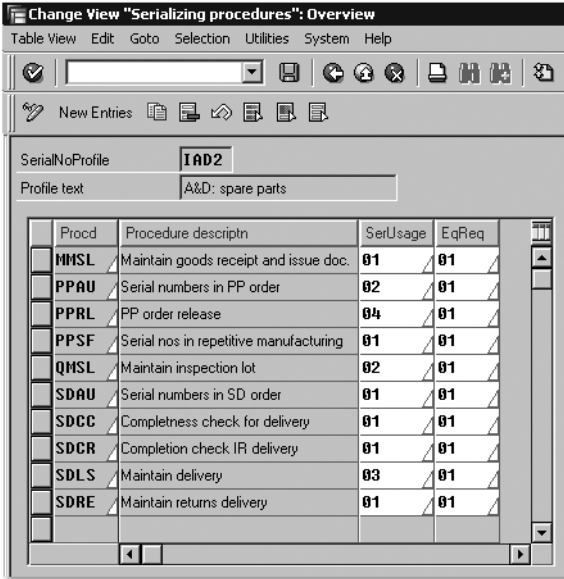 Change View "Serializing procedures": Overview
Table View Edit Goto Selection Utilities System Help
New Entries
SerialNoProfile IAD2
Profile text A&D: spare parts
Procd Procedure descriptn SerUsage EqReq
MMSL Maintain goods receipt and issue doc. 01 01
PPAU Serial numbers in PP order 02 01
PPRL PP order release 04 01
PPSF Serial nos in repetitive manufacturing 01 01
QMSL Maintain inspection lot 02 01
SDAU Serial numbers in SD order 01 01
SDCC Completness check for delivery 01 01
SDCR Completion check IR delivery 01 01
SDLS Maintain delivery 03 01
SDRE Maintain returns delivery 01 01